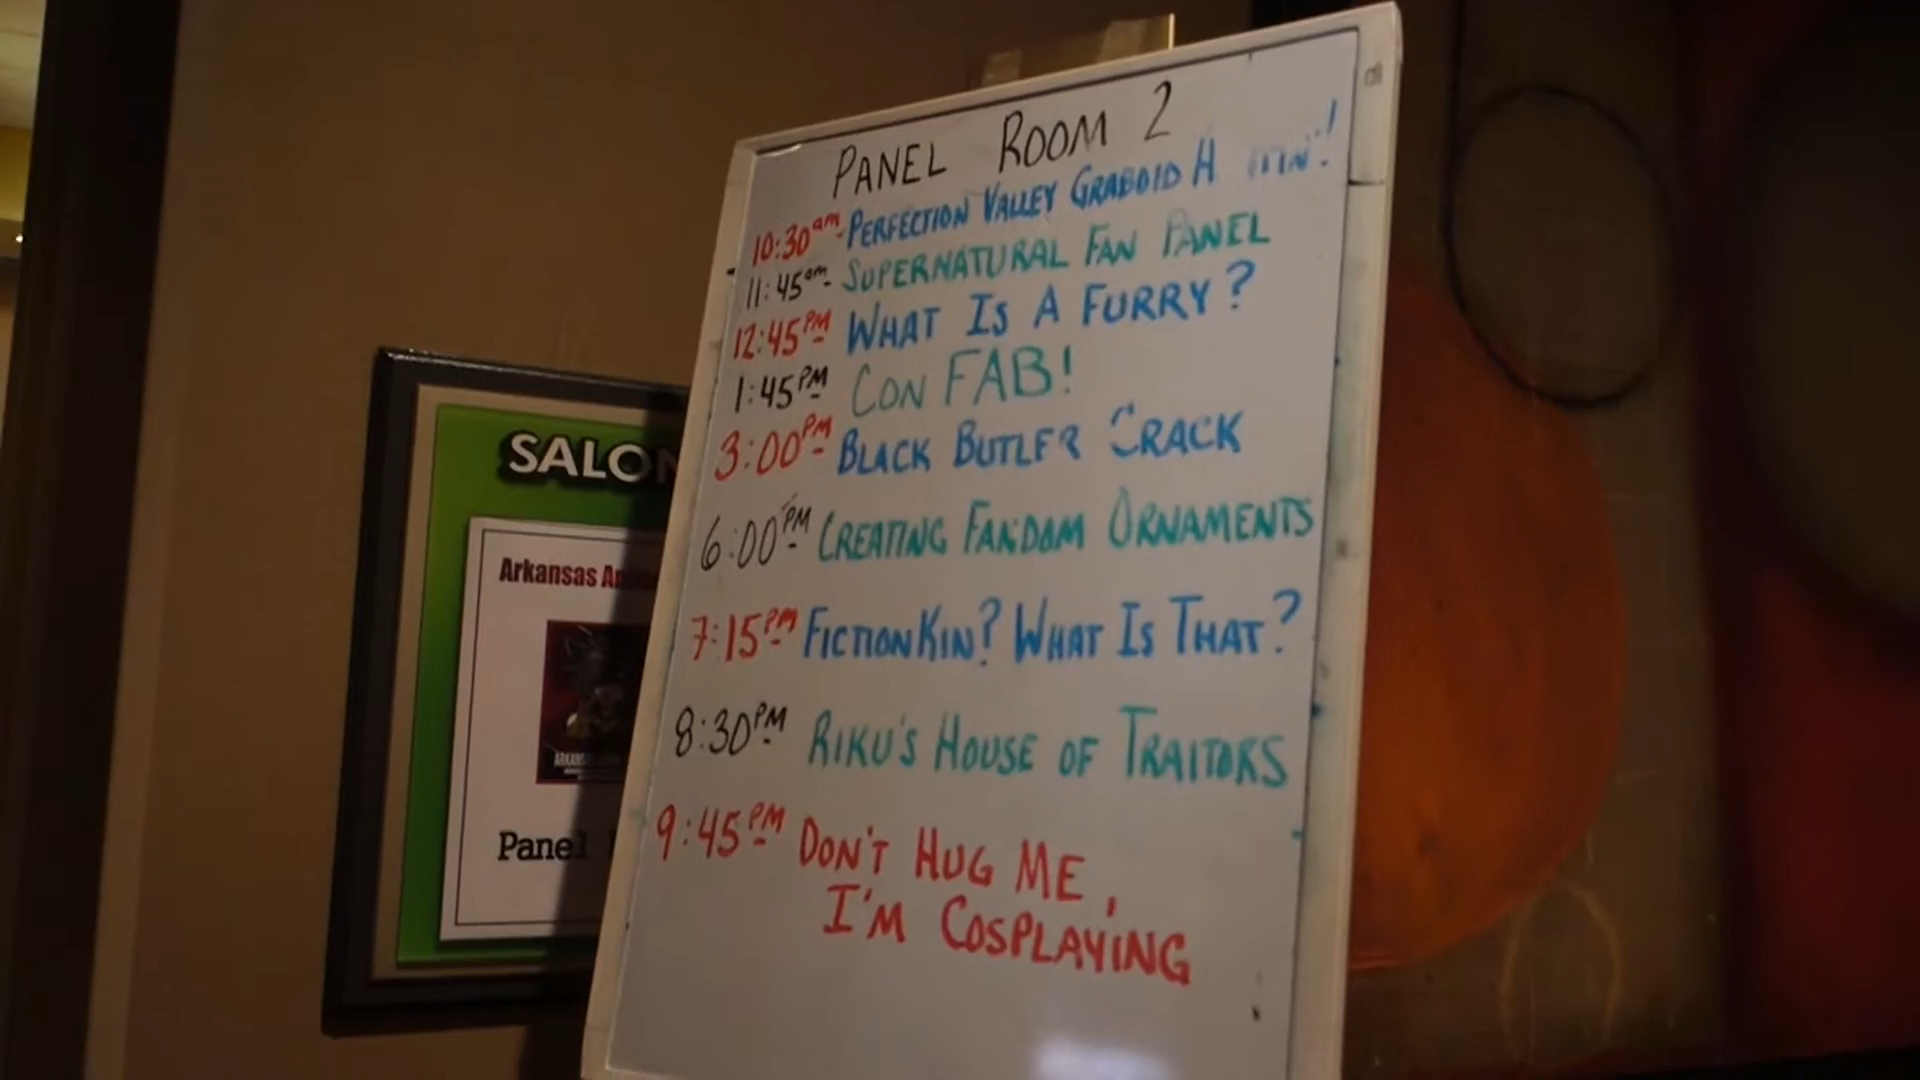 PANEL ROOM 2
10:30am - PERFECTION VALLEY GRABOID
11:45am - SUPERNATURAL FAN PANEL
12:45PM WHAT IS A FURRY?
1:45PM CON FAB!
3:00PM BLACK BUTLER CRACK
6:00PM CREATING FANDOM ORNAMENTS
7:15PM FICTIONKIN? WHAT IS THAT?
8:30PM RIKU'S HOUSE OF TRAITORS
9:45PM DON'T HUG ME,
I'M COSPLAYING
SALON
Arkansas
Panel